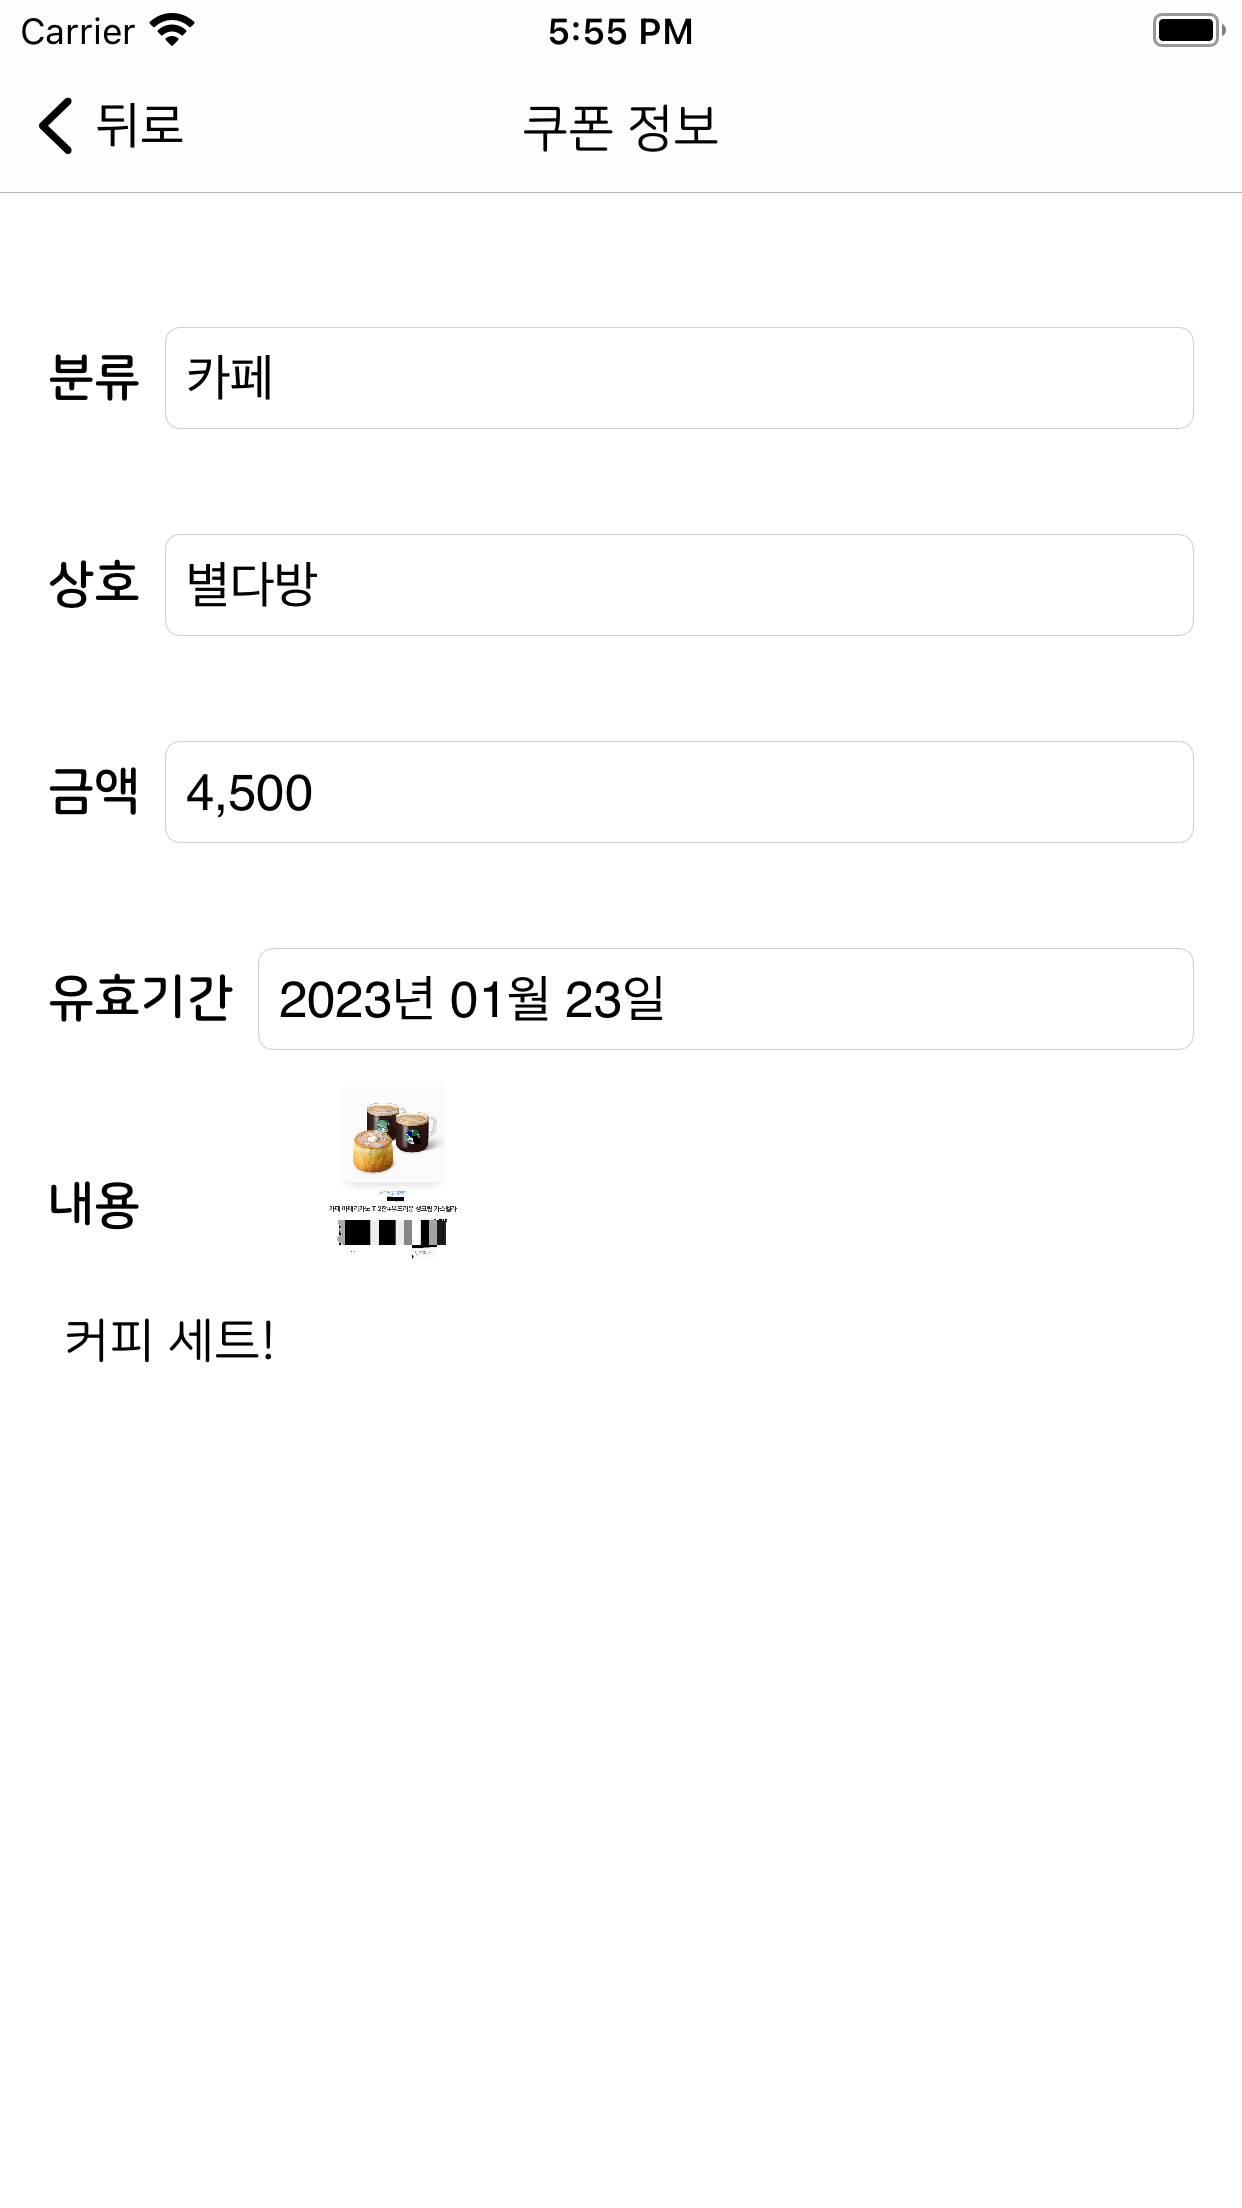 Carrier 5:55 PM
뒤로 쿠폰 정보
분류 카페
상호 별다방
금액 4,500
유효기간 2023년 01월 23일
내용
커피 세트!